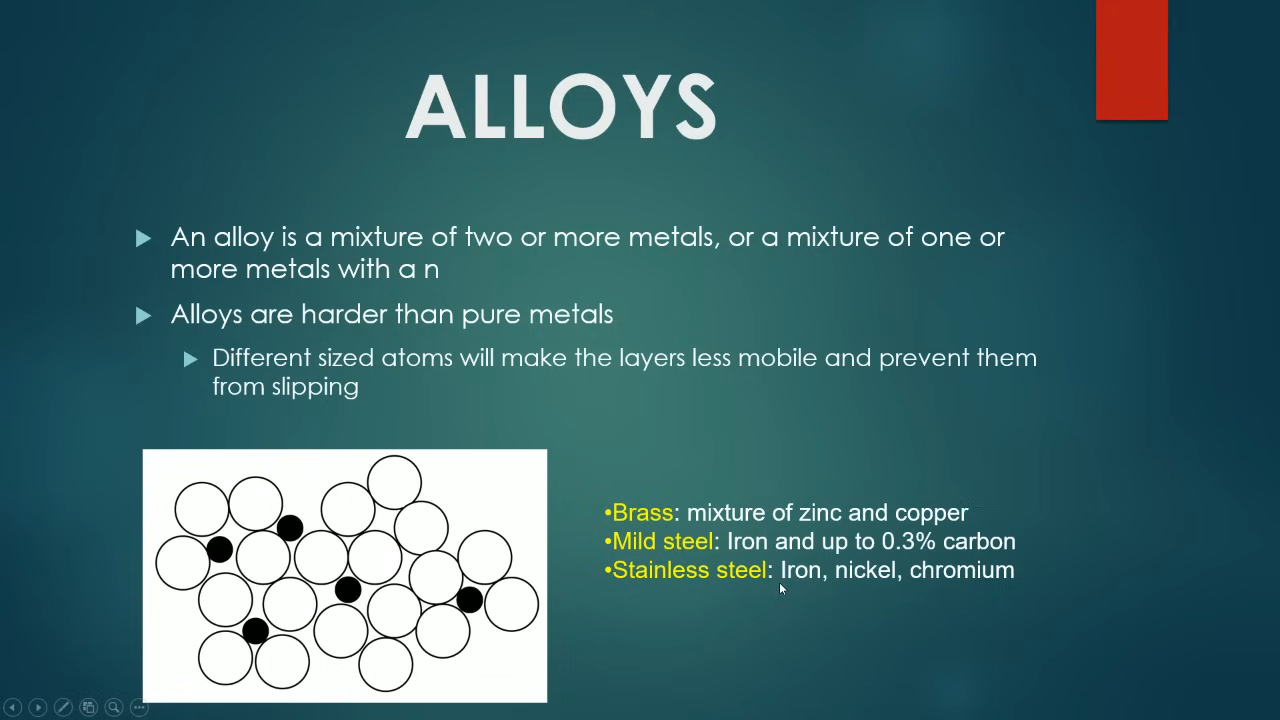 ALLOYS
An alloy is a mixture of two or more metals, or a mixture of one or
more metals with a n
Alloys are harder than pure metals
Different sized atoms will make the layers less mobile and prevent them
from slipping
•Brass: mixture of zinc and copper
•Mild steel: Iron and up to 0.3% carbon
•Stainless steel: Iron, nickel, chromium